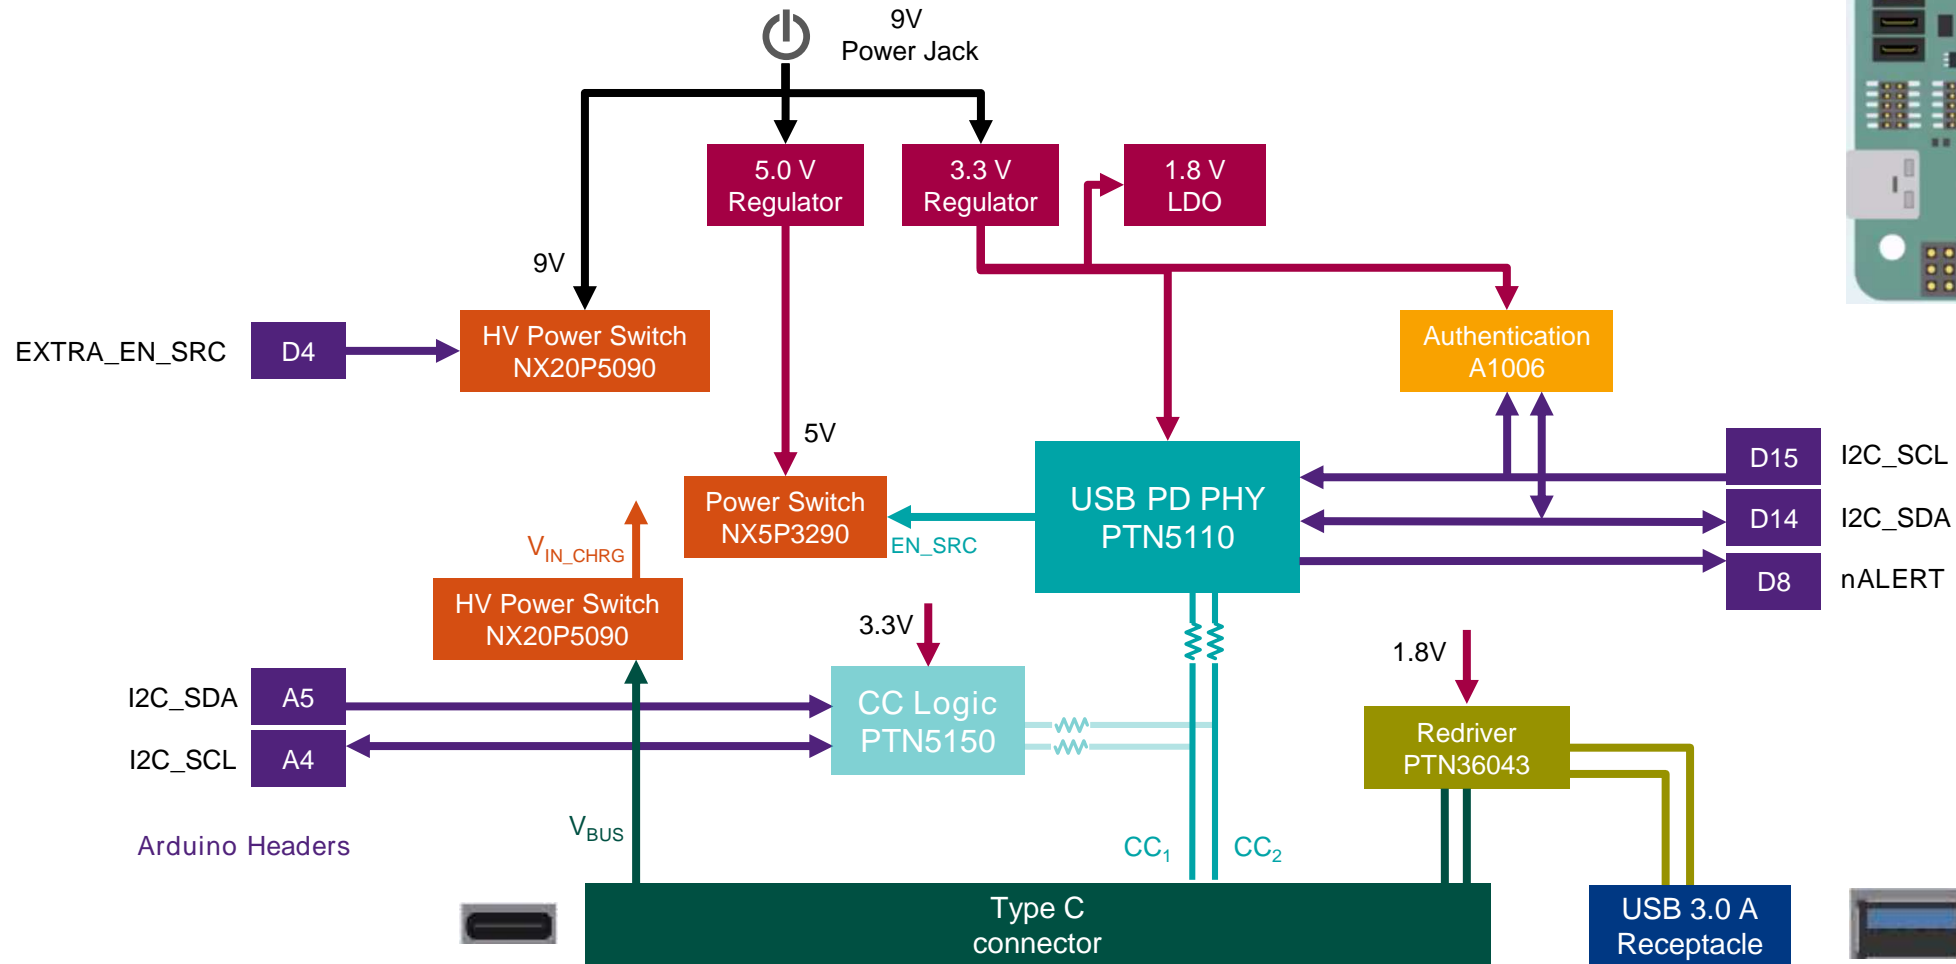 9V
Power Jack
5.0 V
Regulator
3.3 V
Regulator
1.8 V
LDO
9V
EXTRA_EN_SRC
D4
HV Power Switch
NX20P5090
Authentication
A1006
5V
Power Switch
NX5P3290
EN_SRC
USB PD PHY
PTN5110
D15
I2C_SCL
D14
I2C_SDA
D8
nALERT
VIN_CHRG
HV Power Switch
NX20P5090
3.3V
1.8V
I2C_SDA
A5
I2C_SCL
A4
CC Logic
PTN5150
Redriver
PTN36043
Arduino Headers
VBUS
CC1
CC2
Type C
connector
USB 3.0 A
Receptacle